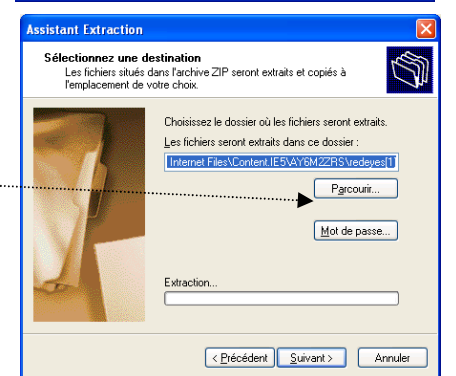 Assistant Extraction
Sélectionnez une destination
Les fichiers situés dans l'archive ZIP seront extraits et copiés à
l'emplacement de votre choix.
Choisissez le dossier où les fichiers seront extraits.
Les fichiers seront extraits dans ce dossier :
Internet Files\Content.IE5\AY6M2ZRS\redeyes[1]
Parcourir...
Mot de passe...
Extraction...
< Précédent
Suivant >
Annuler